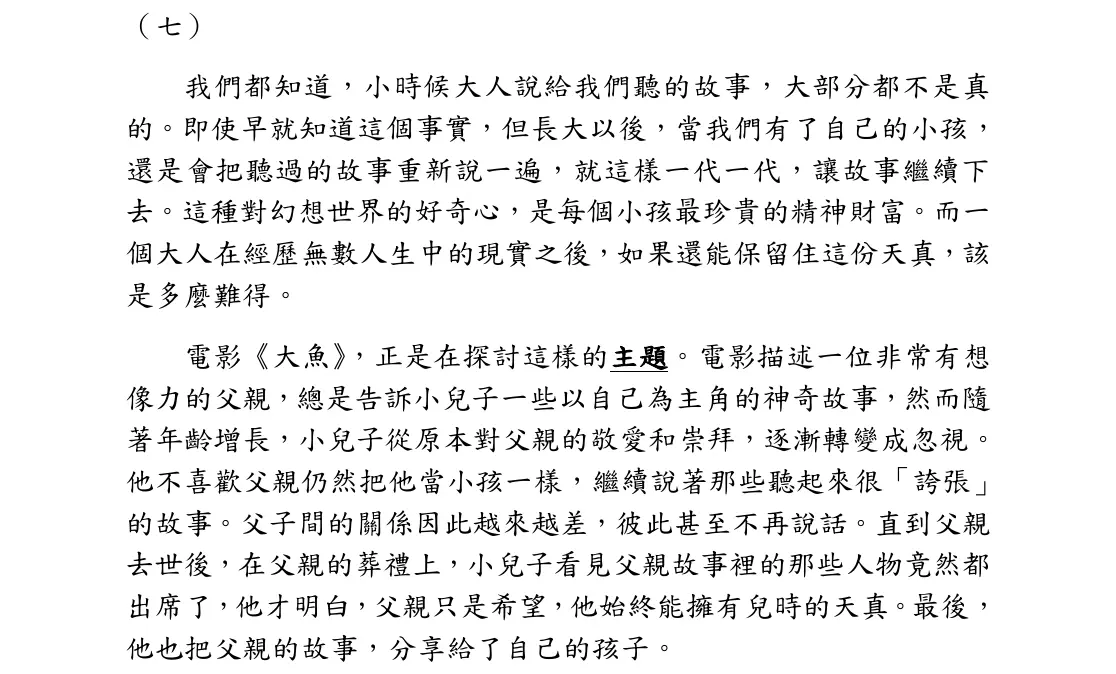 （七）
我們都知道，小時候大人說給我們聽的故事，大部分都不是真
的。即使早就知道這個事實，但長大以後，當我們有了自己的小孩，
還是會把聽過的故事重新說一遍，就這樣一代一代，讓故事繼續下
去。這種對幻想世界的好奇心，是每個小孩最珍貴的精神財富。而一
個大人在經歷無數人生中的現實之後，如果還能保留住這份天真，該
是多麼難得。
電影《大魚》，正是在探討這樣的主題。電影描述一位非常有想
像力的父親，總是告訴小兒子一些以自己為主角的神奇故事，然而隨
著年齡增長，小兒子從原本對父親的敬愛和崇拜，逐漸轉變成忽視。
他不喜歡父親仍然把他當小孩一樣，繼續說著那些聽起來很「誇張」
的故事。父子間的關係因此越來越差，彼此甚至不再說話。直到父親
去世後，在父親的葬禮上，小兒子看見父親故事裡的那些人物竟然都
出席了，他才明白，父親只是希望，他始終能擁有兒時的天真。最後，
他也把父親的故事，分享給了自己的孩子。